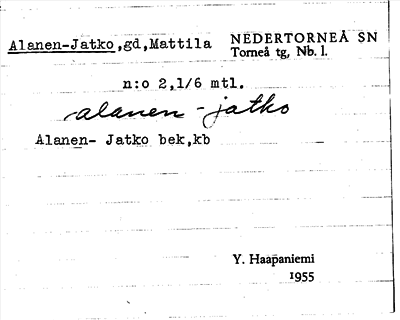 Alanen-Jatko,gd,Mattila NEDERTORNEÅ SN
Torneå tg, Nb. l.
n:o 2,1/6 mtl.
alanen-jatko
Alanen- Jatko bek,kb
Y. Haapaniemi
1955